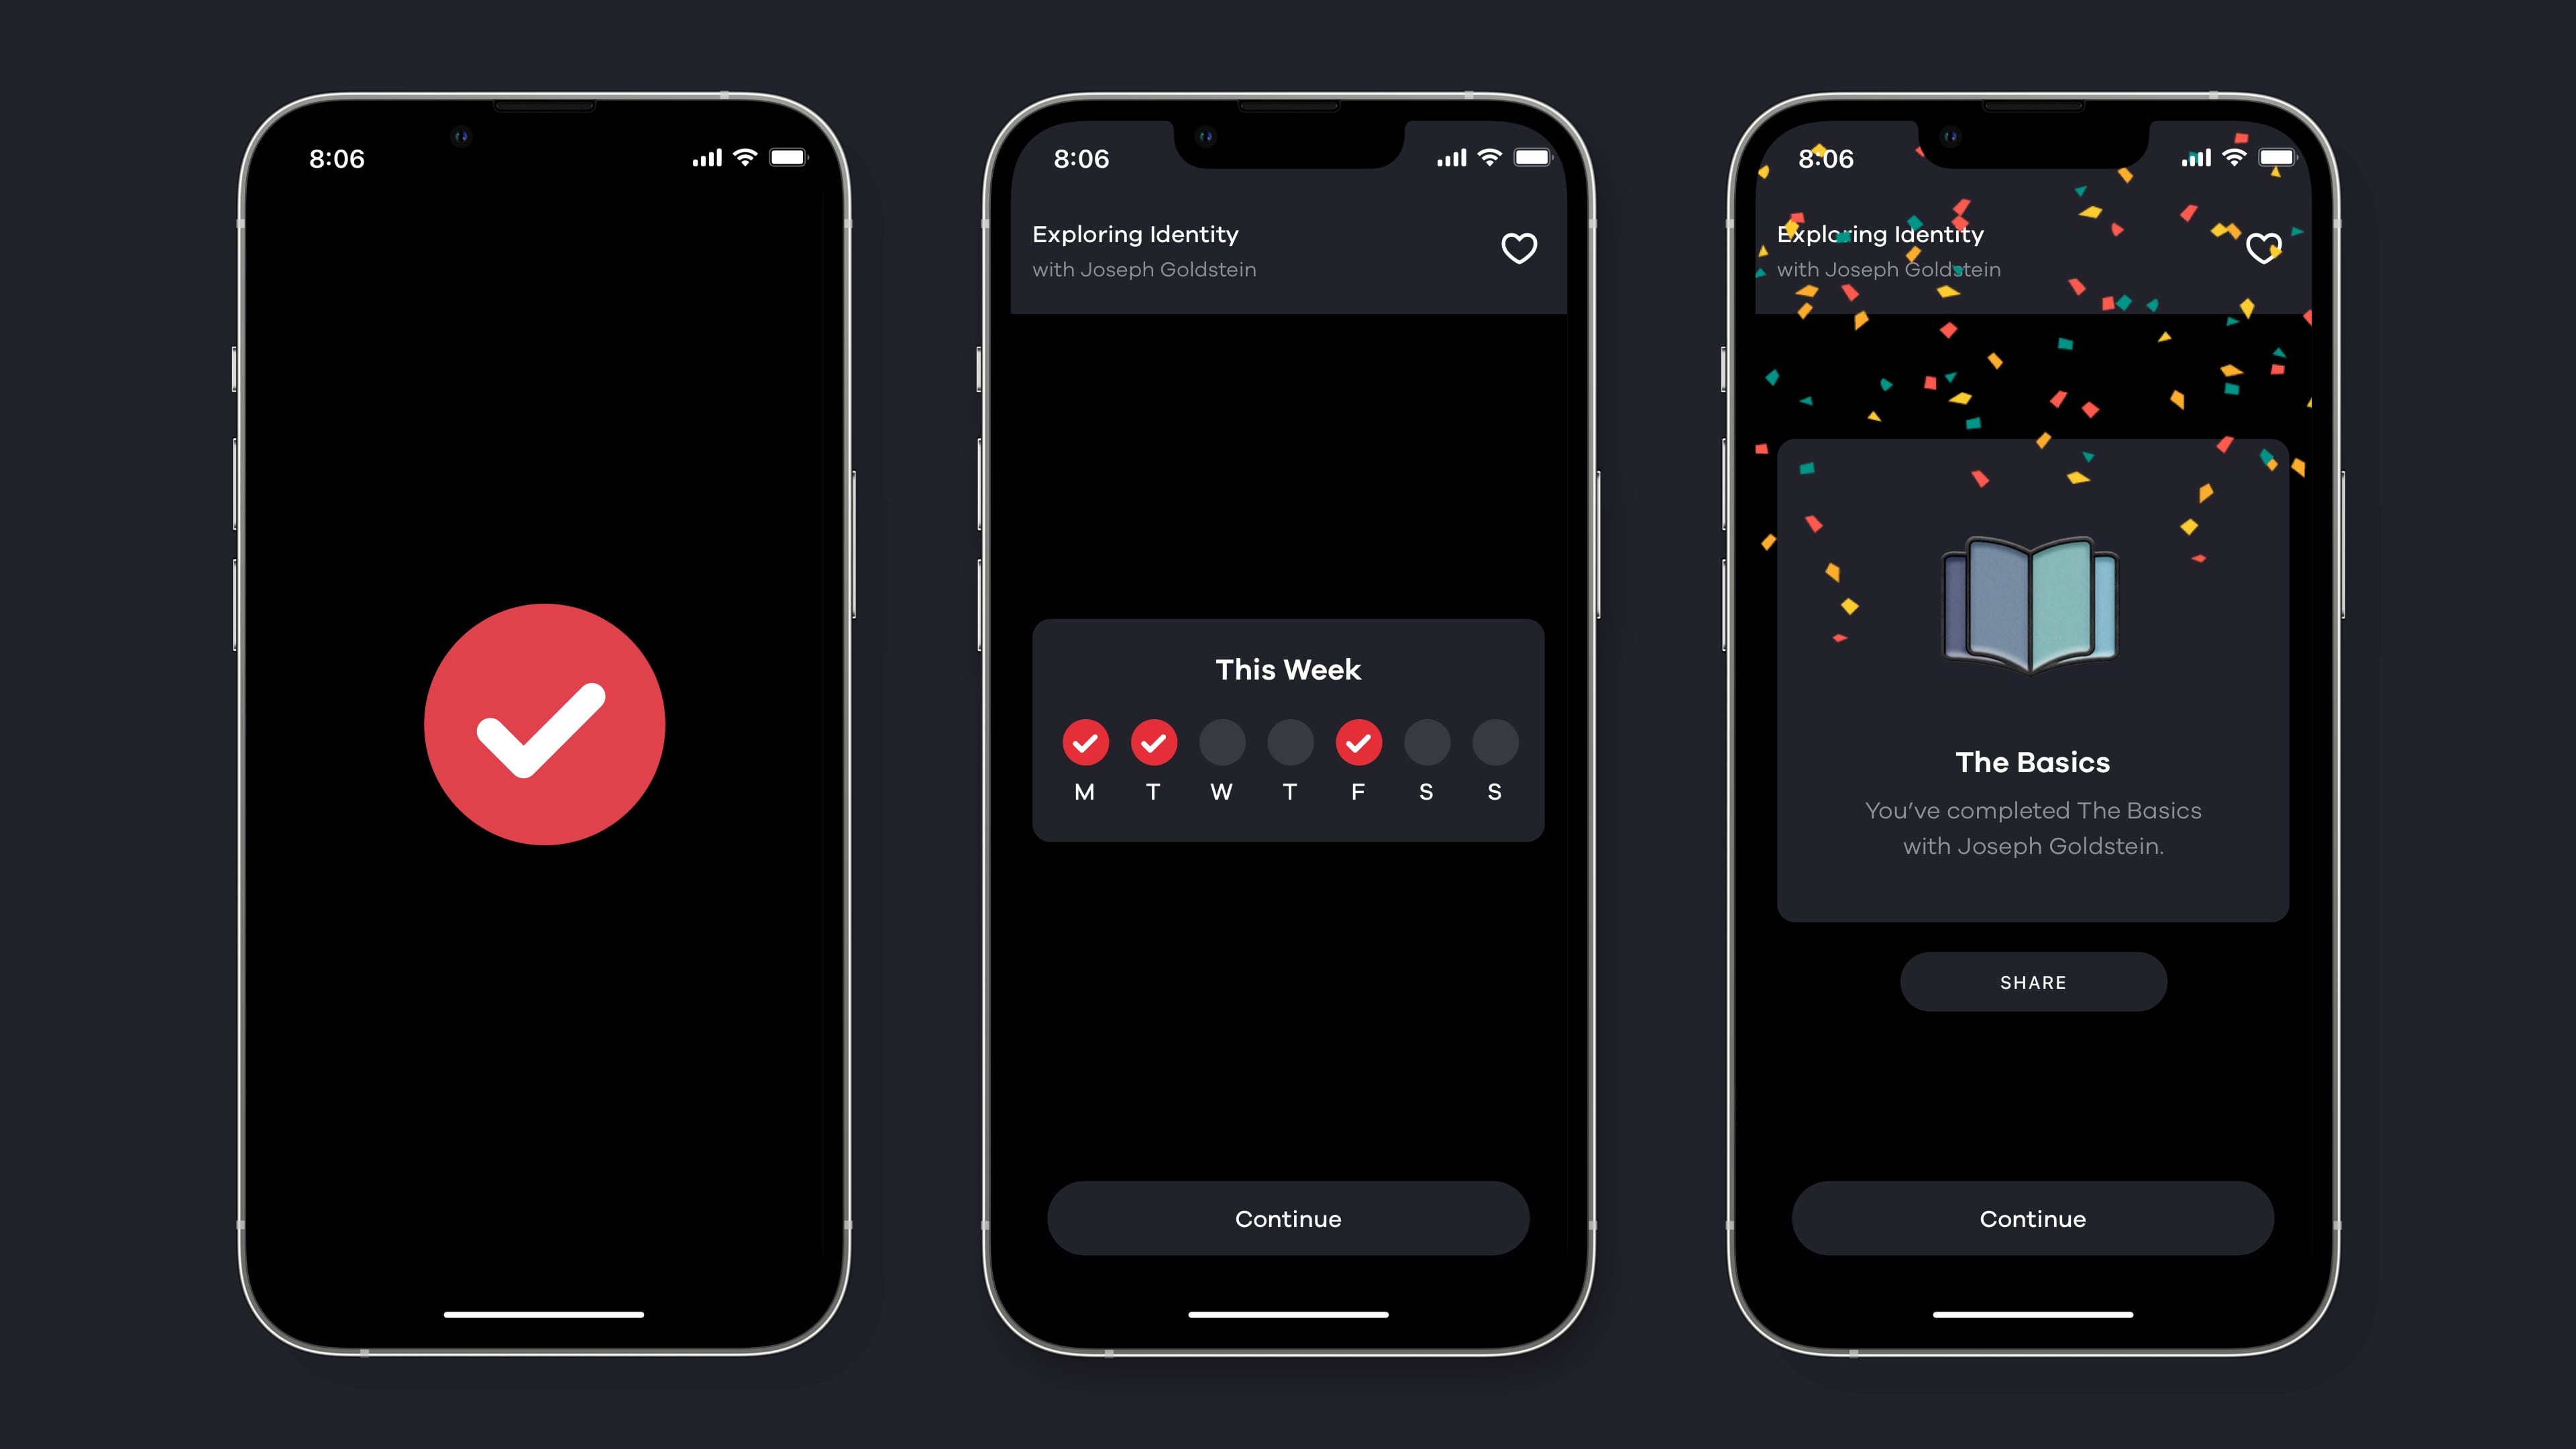 8:06
8:06
Exploring Identity
with Joseph Goldstein
This Week
M T W T F S S
Continue
8:06
Exploring Identity
with Joseph Goldstein
The Basics
You’ve completed The Basics
with Joseph Goldstein.
SHARE
Continue